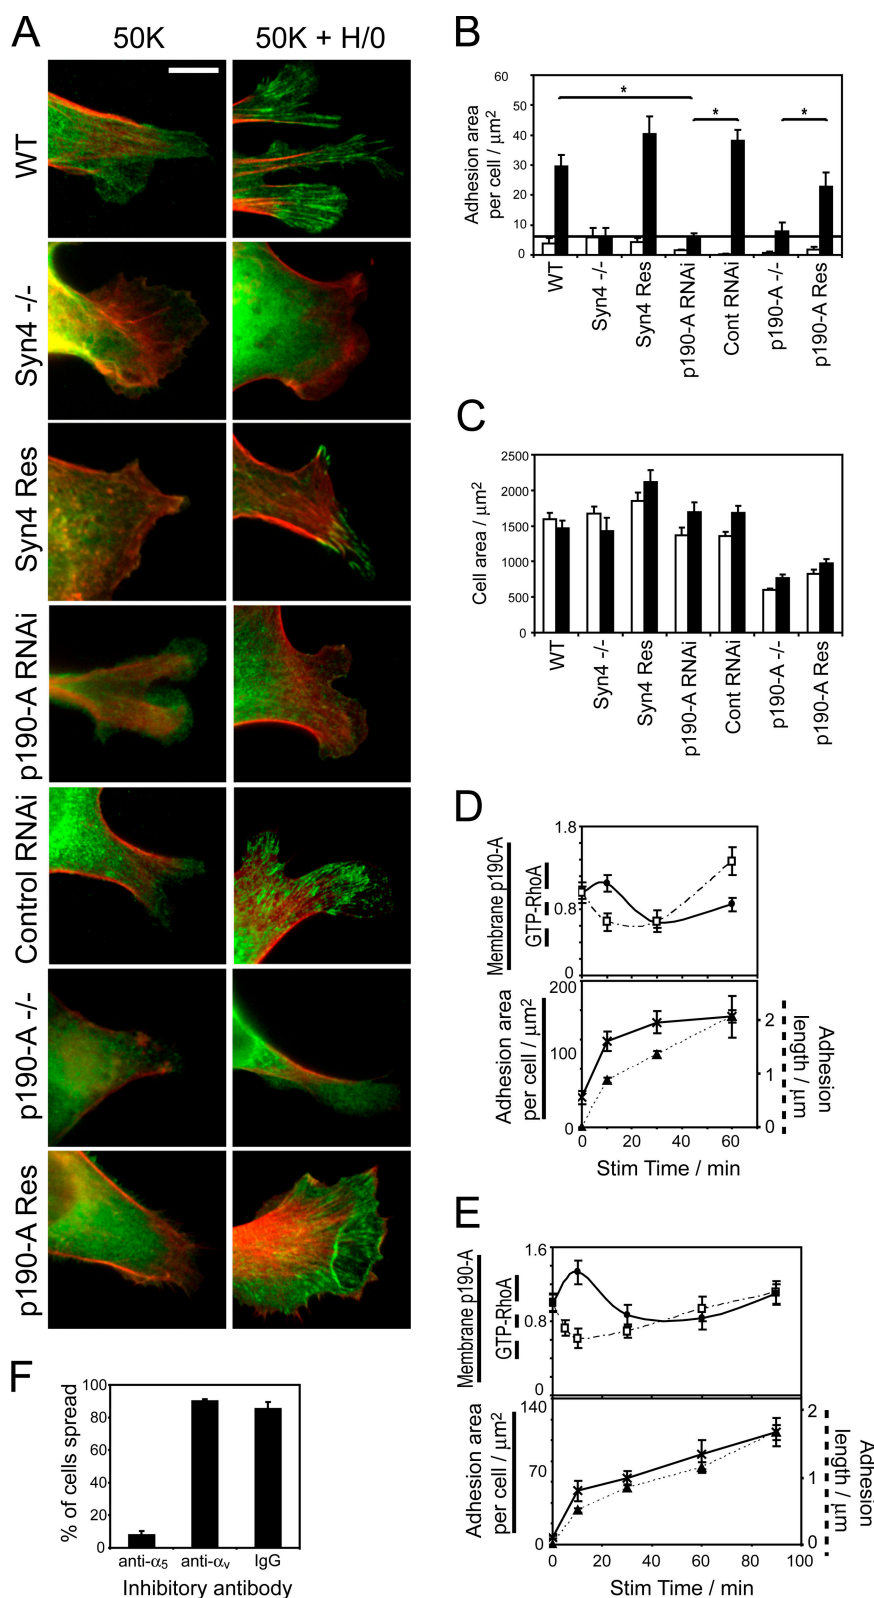 A
50K
50K + H/0
WT
Syn4 -/-
Syn4 Res
p190-A RNAi
Control RNAi
p190-A -/-
p190-A Res
B
Adhesion area
per cell / μm²
60
50
40
30
20
10
0
*
*
*
WT
Syn4 -/-
Syn4 Res
p190-A RNAi
Cont RNAi
p190-A -/-
p190-A Res
C
Cell area / μm²
2500
2000
1500
1000
500
0
WT
Syn4 -/-
Syn4 Res
p190-A RNAi
Cont RNAi
p190-A -/-
p190-A Res
D
Membrane p190-A
GTP-RhoA
1.8
0.8
0
Adhesion area
per cell / μm²
200
100
0
2
1
0
Adhesion
length / μm
0 20 40 60
Stim Time / min
E
Membrane p190-A
GTP-RhoA
1.6
0.8
0
Adhesion area
per cell / μm²
140
70
0
2
1
0
Adhesion
length / μm
0 20 40 60 80 100
Stim Time / min
F
% of cells spread
100
80
60
40
20
0
anti-α₅ anti-αᵥ IgG
Inhibitory antibody